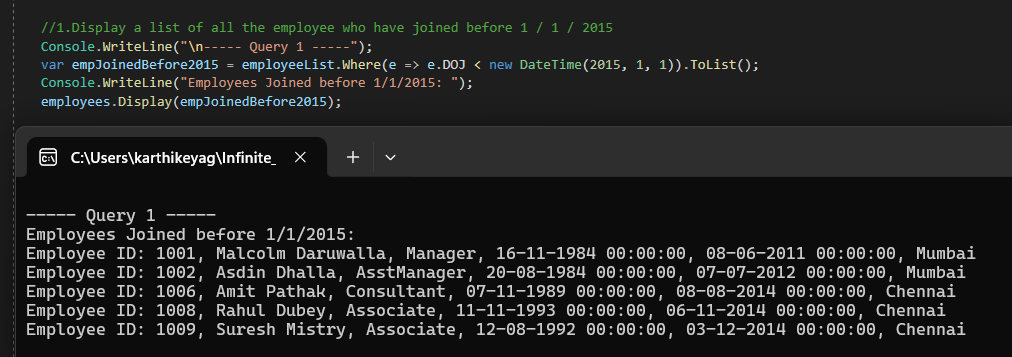 //1.Display a list of all the employee who have joined before 1 / 1 / 2015
Console.WriteLine("\n----- Query 1 -----");
var empJoinedBefore2015 = employeeList.Where(e => e.DOJ < new DateTime(2015, 1, 1)).ToList();
Console.WriteLine("Employees Joined before 1/1/2015: ");
employees.Display(empJoinedBefore2015);
C:\Users\karthikeyag\Infinite_
----- Query 1 -----
Employees Joined before 1/1/2015:
Employee ID: 1001, Malcolm Daruwalla, Manager, 16-11-1984 00:00:00, 08-06-2011 00:00:00, Mumbai
Employee ID: 1002, Asdin Dhalla, AsstManager, 20-08-1984 00:00:00, 07-07-2012 00:00:00, Mumbai
Employee ID: 1006, Amit Pathak, Consultant, 07-11-1989 00:00:00, 08-08-2014 00:00:00, Chennai
Employee ID: 1008, Rahul Dubey, Associate, 11-11-1993 00:00:00, 06-11-2014 00:00:00, Chennai
Employee ID: 1009, Suresh Mistry, Associate, 12-08-1992 00:00:00, 03-12-2014 00:00:00, Chennai